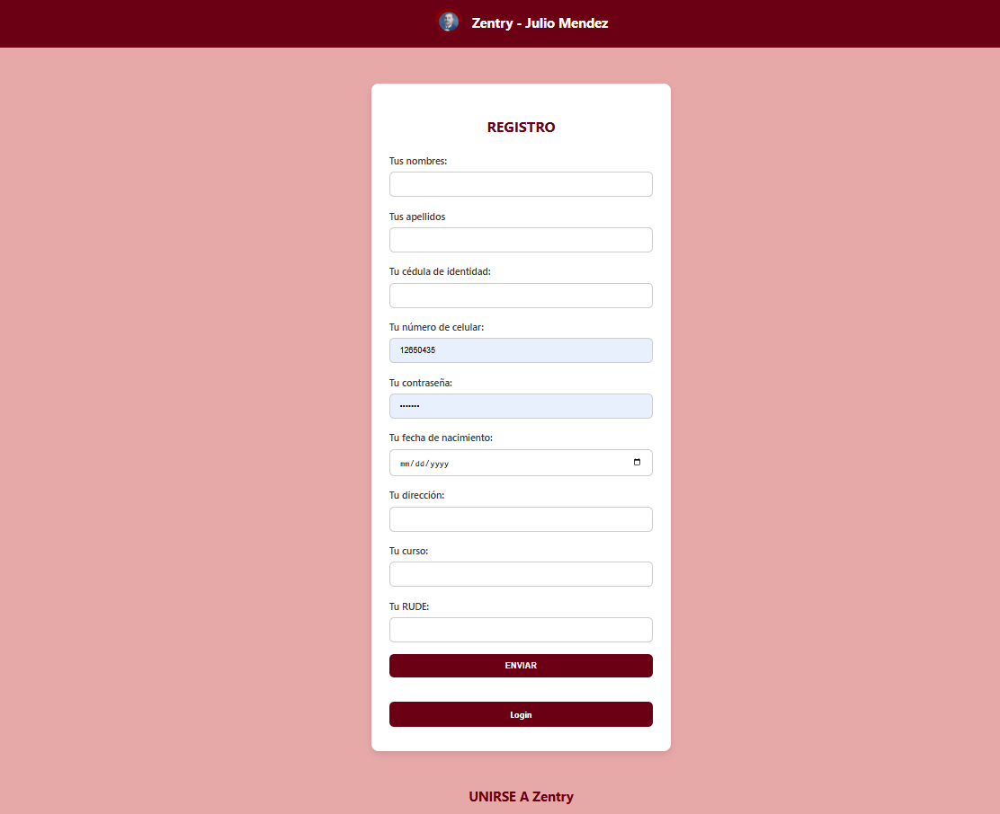 Zentry - Julio Mendez
REGISTRO
Tus nombres:
Tus apellidos
Tu cédula de identidad:
Tu número de celular:
12650435
Tu contraseña:
•••••••
Tu fecha de nacimiento:
mm/dd/yyyy
Tu dirección:
Tu curso:
Tu RUDE:
ENVIAR
Login
UNIRSE A Zentry